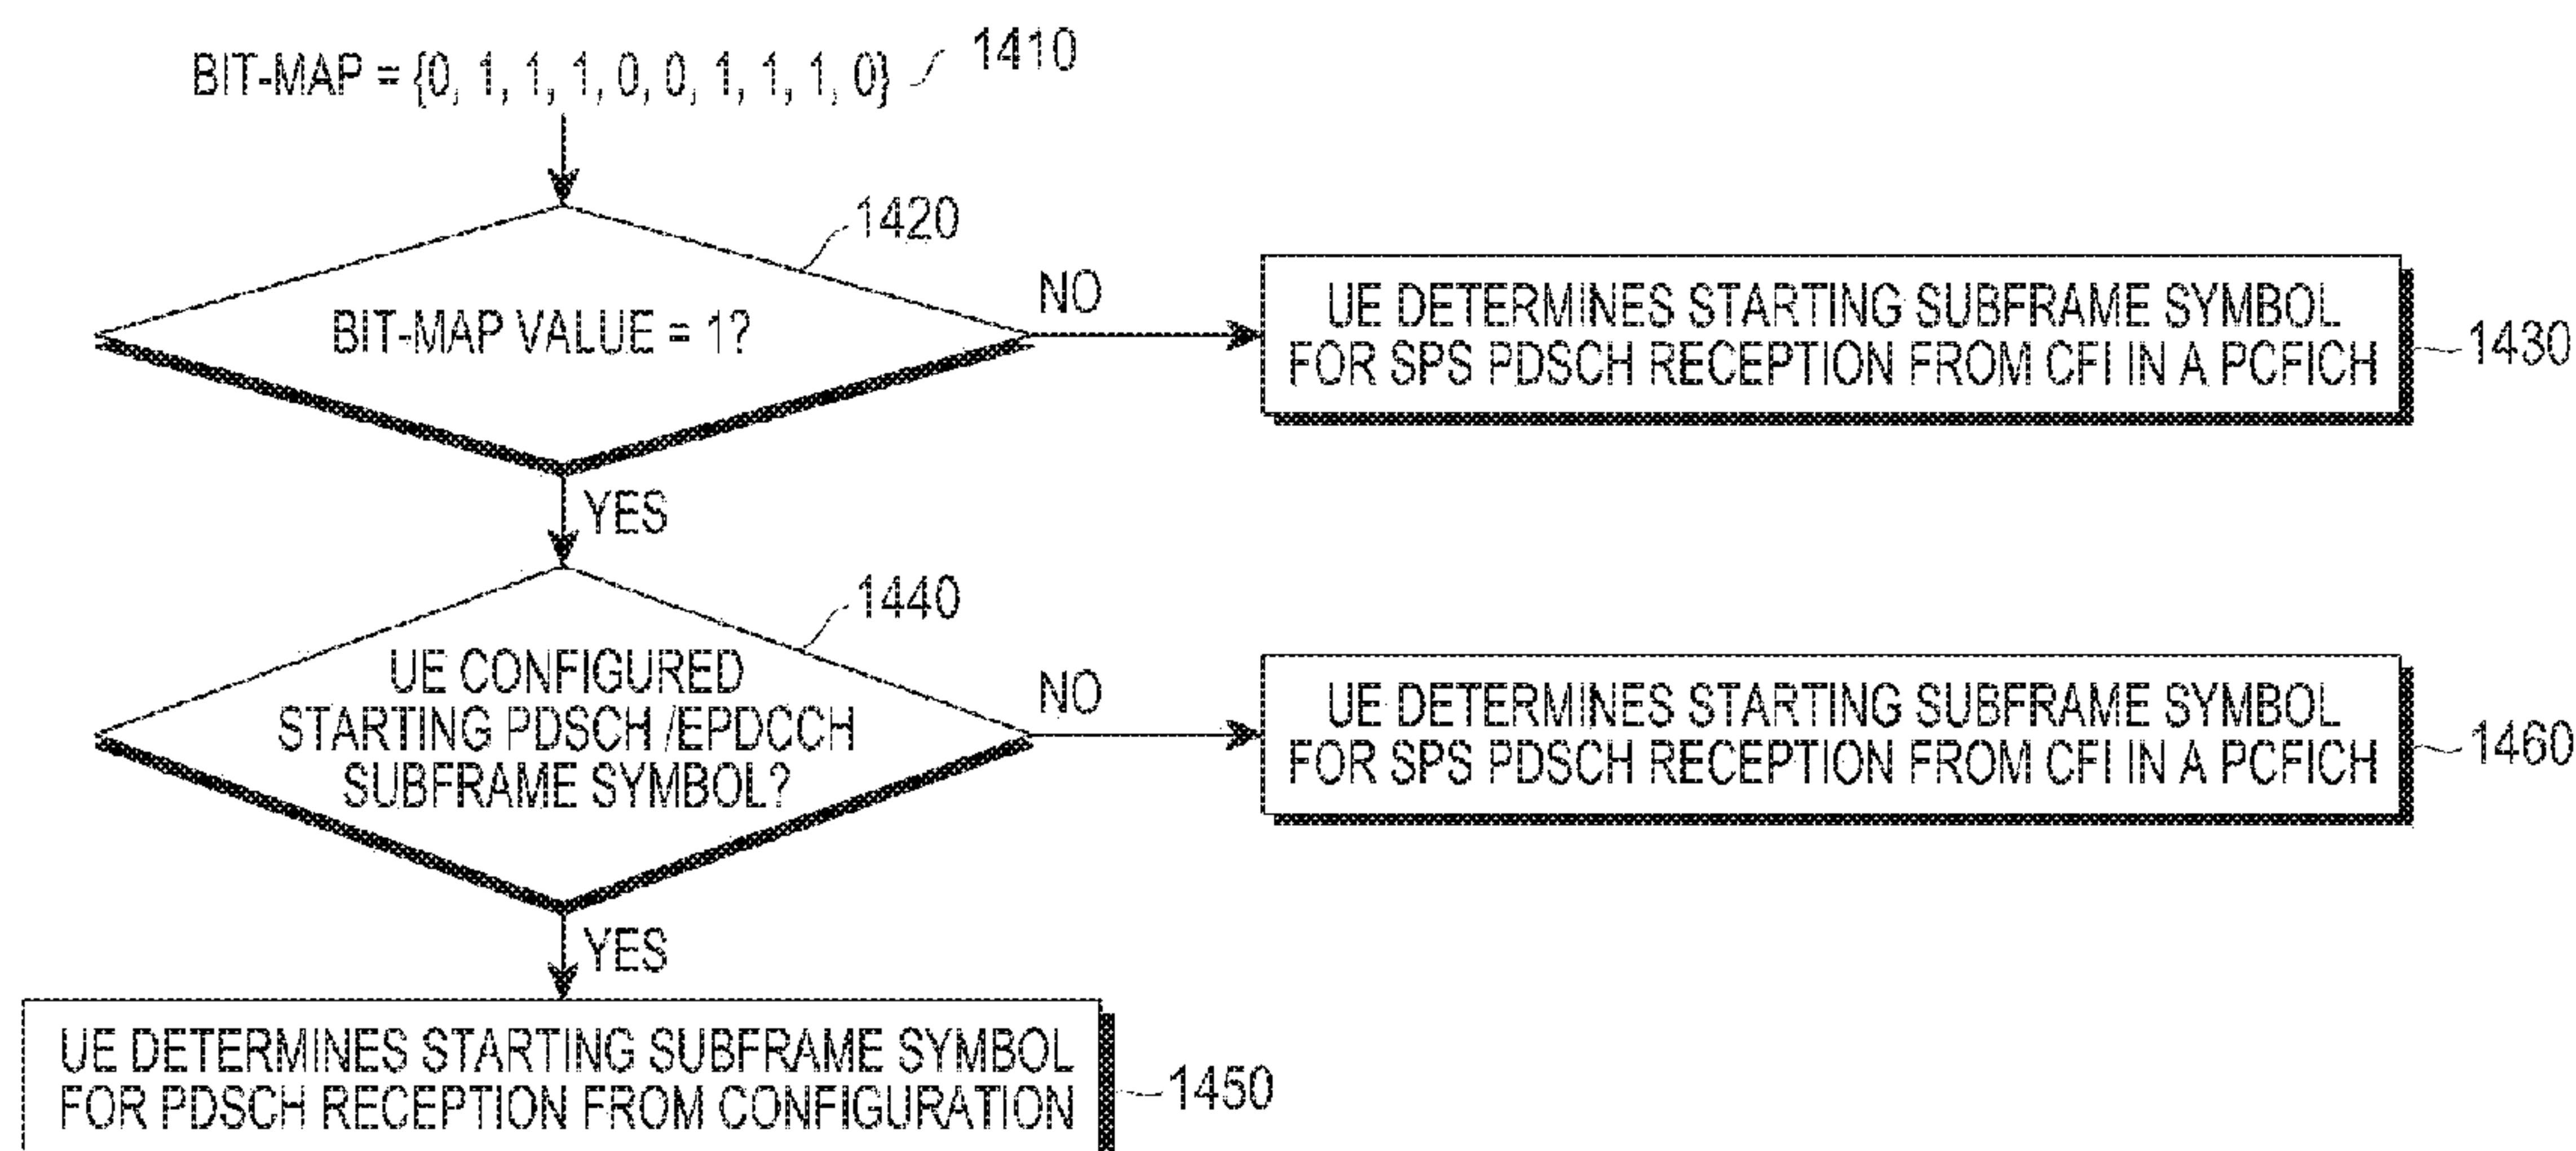 BIT-MAP = {0, 1, 1, 1, 0, 0, 1, 1, 1, 0} 1410
1420
BIT-MAP VALUE = 1?
NO
UE DETERMINES STARTING SUBFRAME SYMBOL
FOR SPS PDSCH RECEPTION FROM CFI IN A PCFICH
1430
YES
1440
UE CONFIGURED
STARTING PDSCH /EPDCCH
SUBFRAME SYMBOL?
NO
UE DETERMINES STARTING SUBFRAME SYMBOL
FOR SPS PDSCH RECEPTION FROM CFI IN A PCFICH
1460
YES
UE DETERMINES STARTING SUBFRAME SYMBOL
FOR PDSCH RECEPTION FROM CONFIGURATION
1450